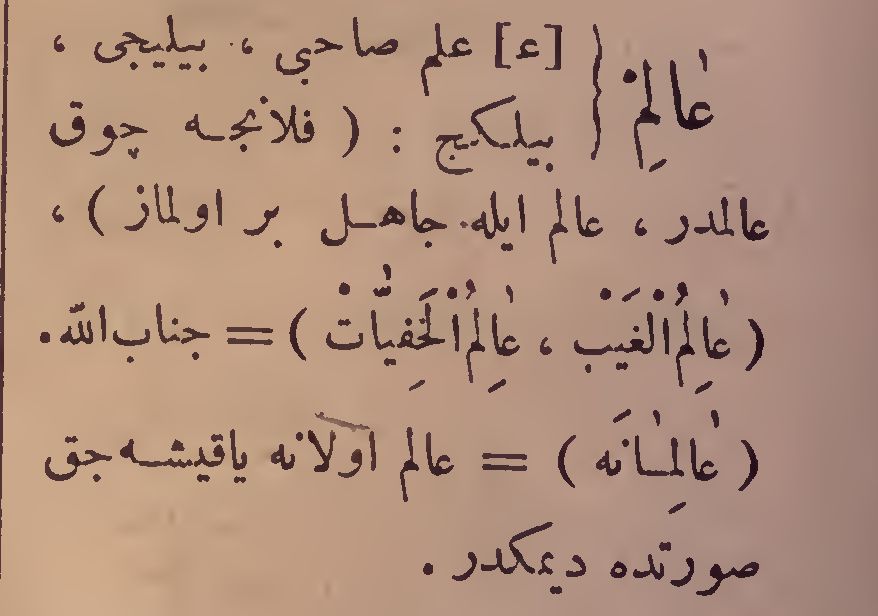 عَالِمْ } [ع] علم صاحبی ، بیلیجی ،
بیلکیج : ( فلانجه چوق
عالمدر ، عالم ایله جاهل بر اولماز ) ،
( عَالِمُ الْغَيَبْ ، عَالِمُ الْخَفِيَّاتْ ) = جناب الله .
( عَالِمَانَه ) = عالم اولانه یاقیشه جق
صورتده دیمکدر .